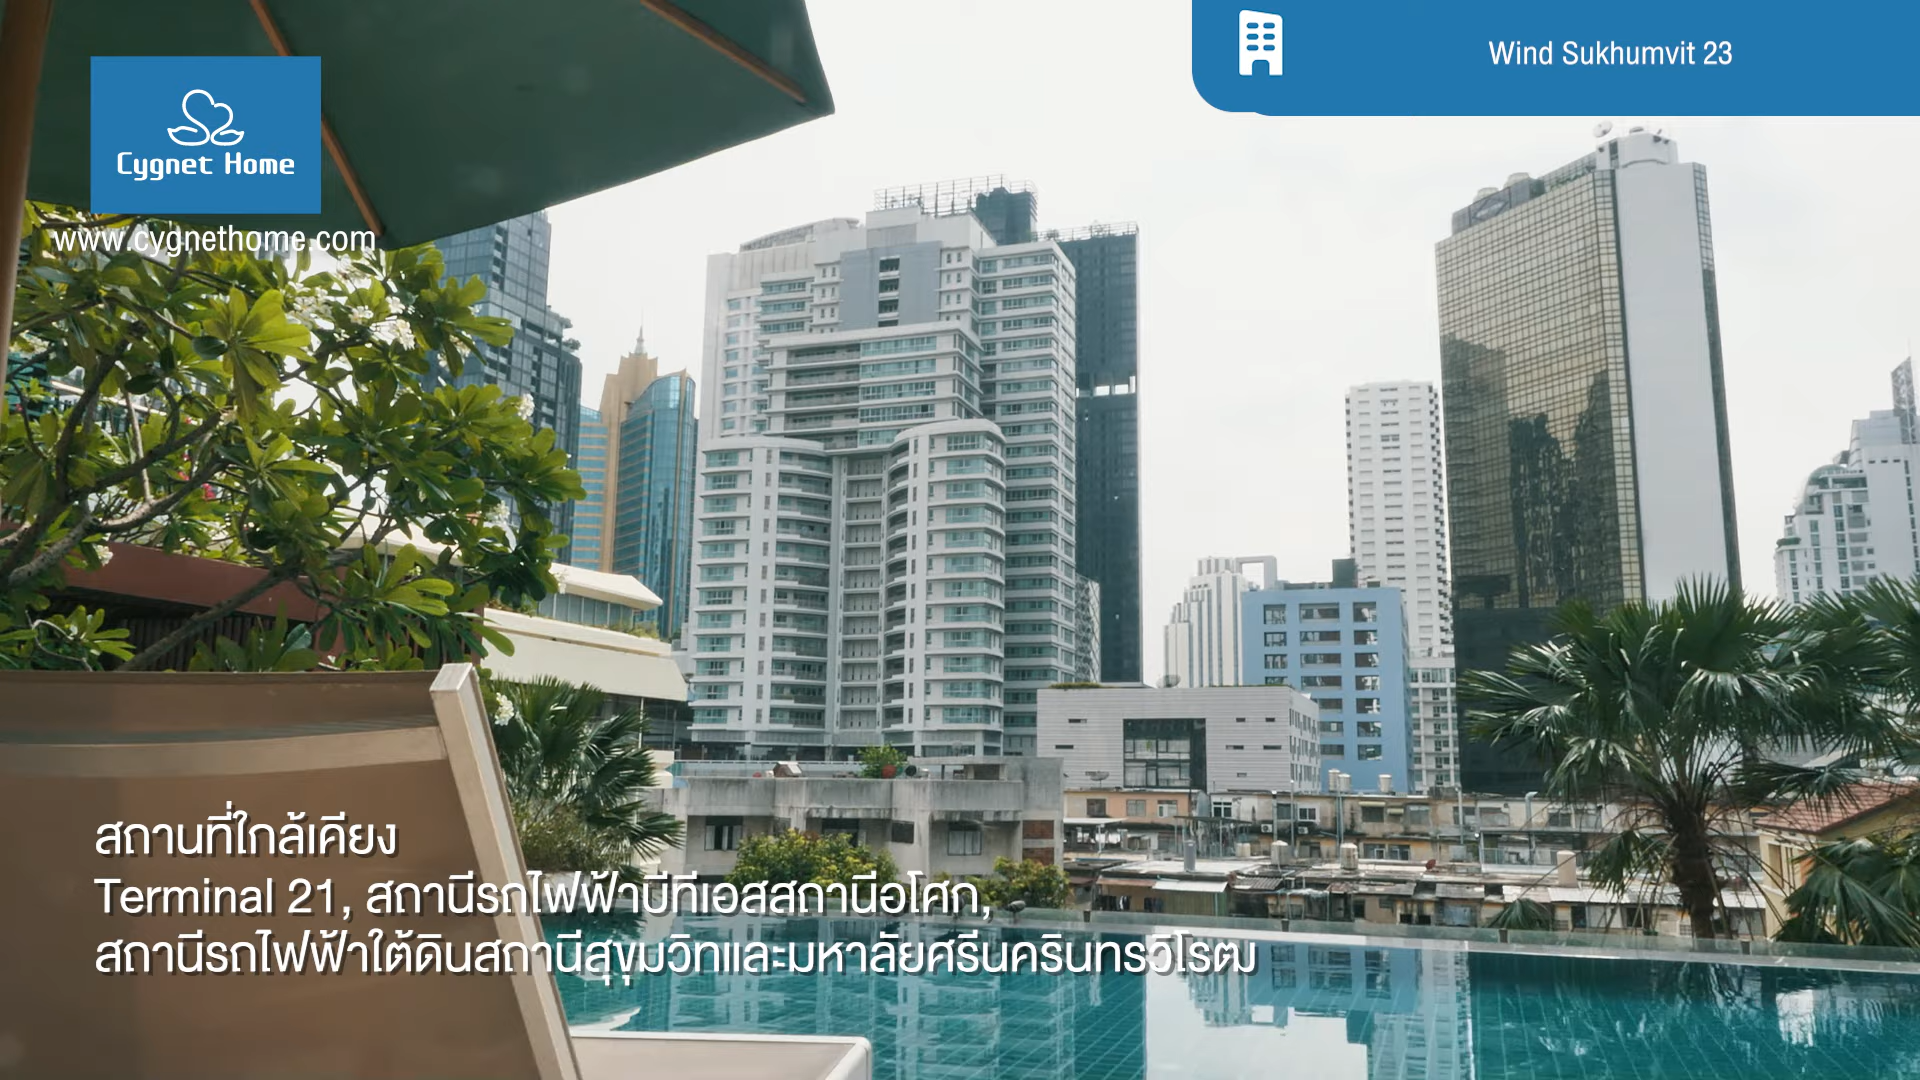 Wind Sukhumvit 23
Cygnet Home
www.cygnethome.com
สถานที่ใกล้เคียง
Terminal 21, สถานีรถไฟฟ้าบีทีเอสสถานีอโศก,
สถานีรถไฟฟ้าใต้ดินสถานีสุขุมวิทและมหาลัยศรีนครินทรวิโรฒ